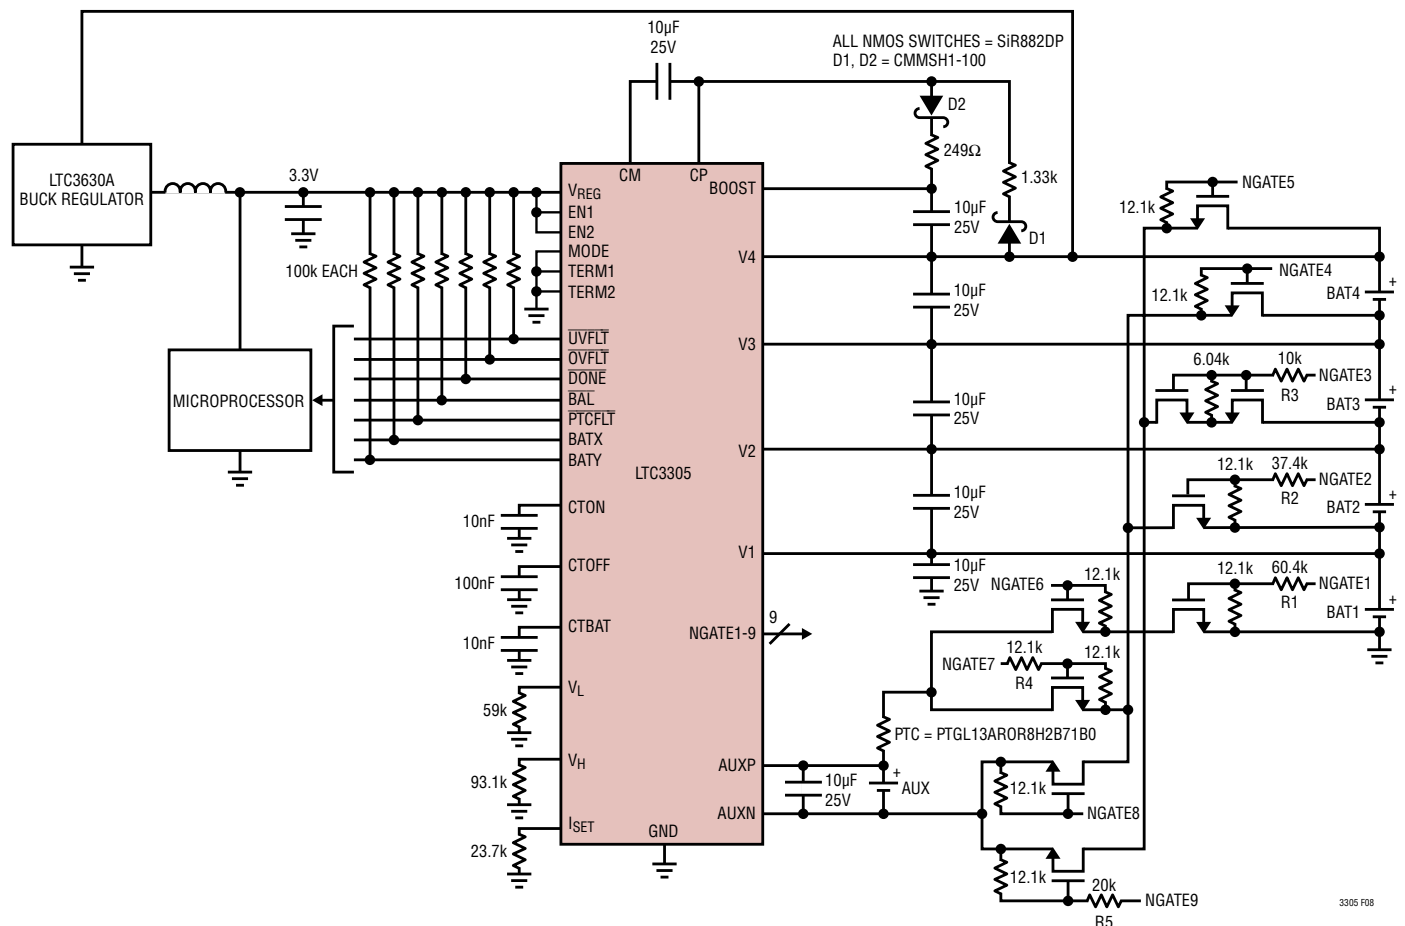 10µF
25V
ALL NMOS SWITCHES = SiR882DP
D1, D2 = CMMSH1-100
LTC3630A
BUCK REGULATOR
3.3V
100k EACH
MICROPROCESSOR
CM
CP
D2
249Ω
1.33k
D1
VREG
EN1
EN2
MODE
TERM1
TERM2
UVFLT
OVFLT
DONE
BAL
PTCFLT
BATX
BATY
LTC3305
BOOST
V4
V3
V2
V1
NGATE1-9
9
AUXP
AUXN
GND
CTON
10nF
CTOFF
100nF
CTBAT
10nF
VL
59k
VH
93.1k
ISET
23.7k
10µF
25V
10µF
25V
10µF
25V
10µF
25V
10µF
25V
NGATE5
12.1k
NGATE4
12.1k
+
BAT4
6.04k
10k
NGATE3
R3
+
BAT3
12.1k
37.4k
NGATE2
R2
+
BAT2
12.1k
60.4k
NGATE1
R1
+
BAT1
NGATE6
12.1k
NGATE7
12.1k
R4
12.1k
PTC = PTGL13AROR8H2B71B0
10µF
25V
+
AUX
12.1k
NGATE8
12.1k
20k
NGATE9
R5
3305 F08